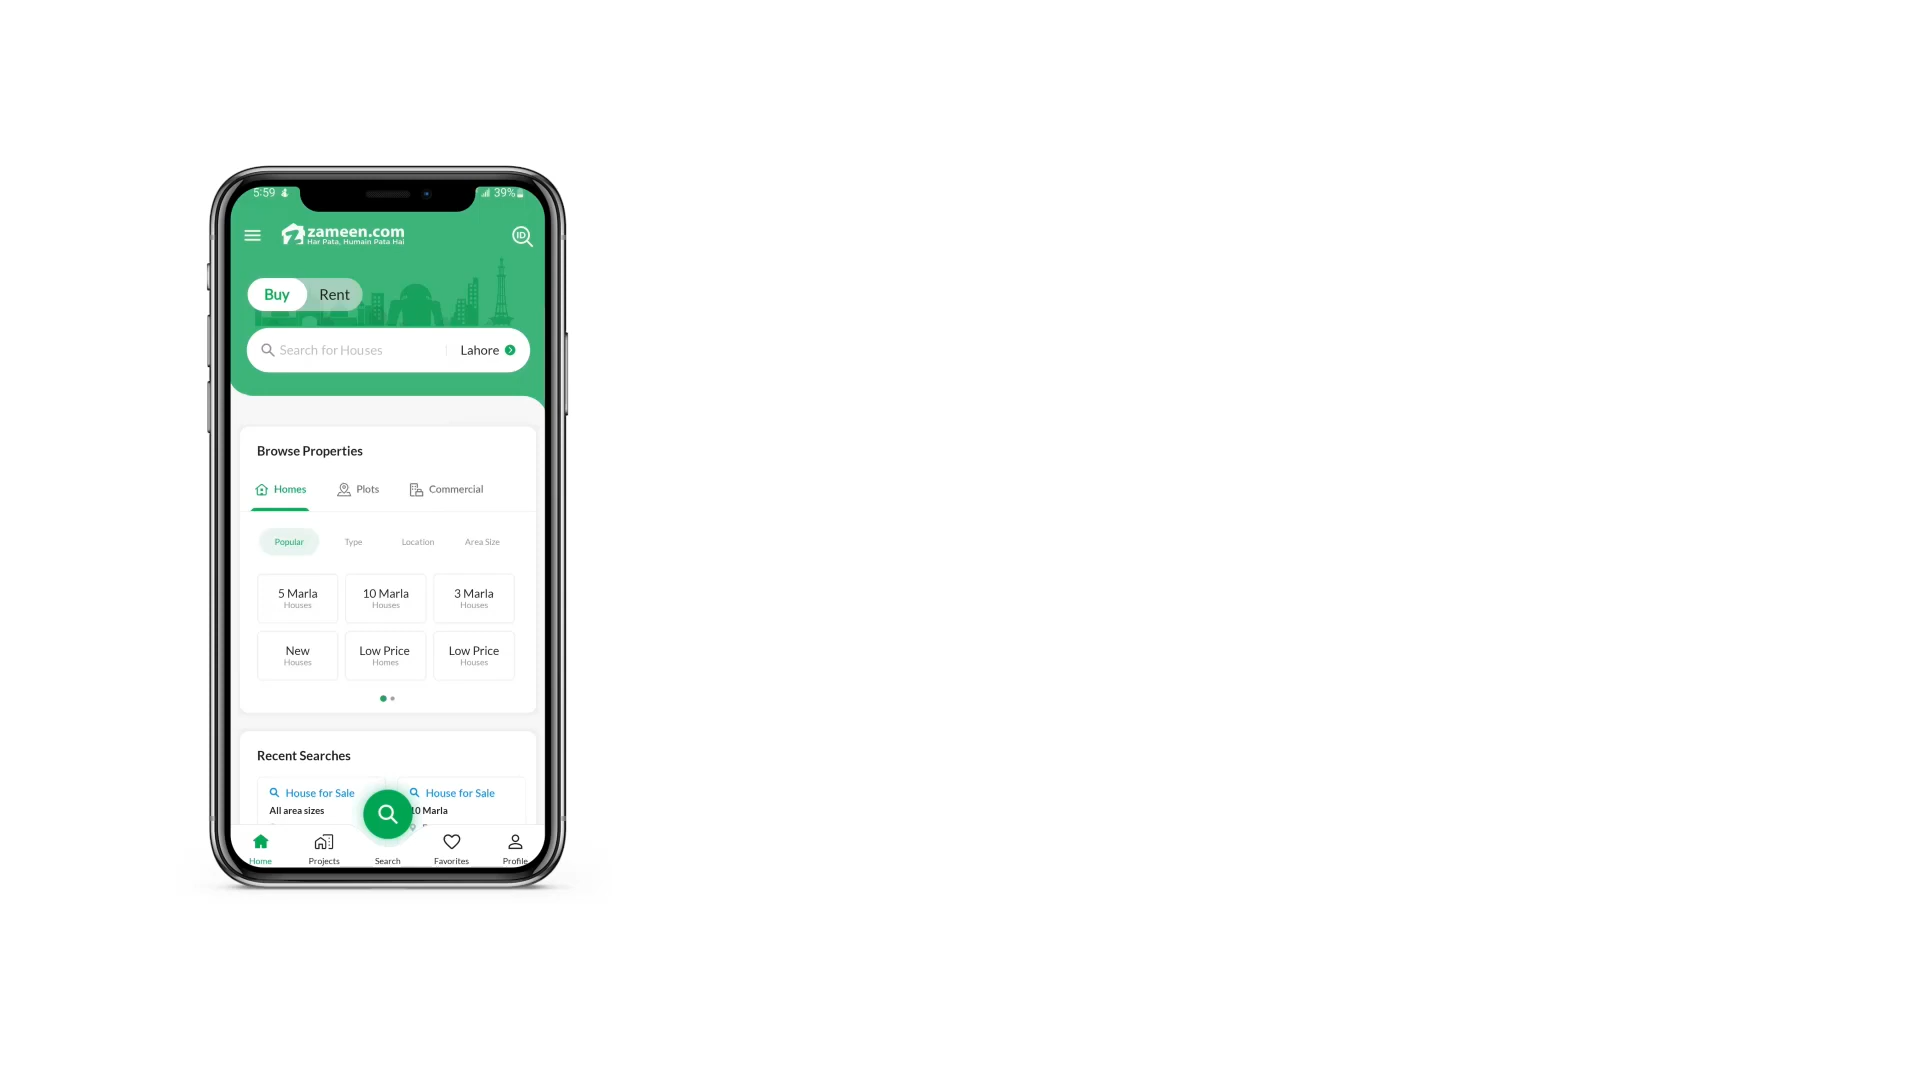 5:59
39%
zameen.com
Har Pata, Humain Pata Hai
ID
Buy Rent
Search for Houses Lahore
Browse Properties
Homes Plots Commercial
Popular Type Location Area Size
5 Marla 10 Marla 3 Marla
Houses Houses Houses
New Low Price Low Price
Houses Homes Houses
Recent Searches
House for Sale House for Sale
All area sizes 10 Marla
Home Projects Search Favorites Profile